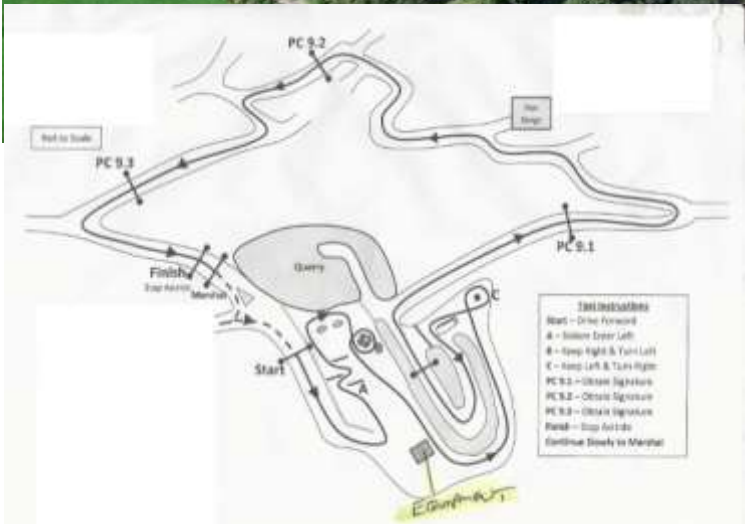 PC 9.2
Not to Scale
PC 9.3
PC 9.1
Finish
Stop Astride
Marshal
Quarry
C
B
A
Start
Test Instructions
Start – Drive Forward
A – Slalom Enter Left
B – Keep Right & Turn Left
C – Keep Left & Turn Right
PC 9.1 – Obtain Signature
PC 9.2 – Obtain Signature
PC 9.3 – Obtain Signature
Finish – Stop Astride
Continue Slowly to Marshal
EQUIPMENT